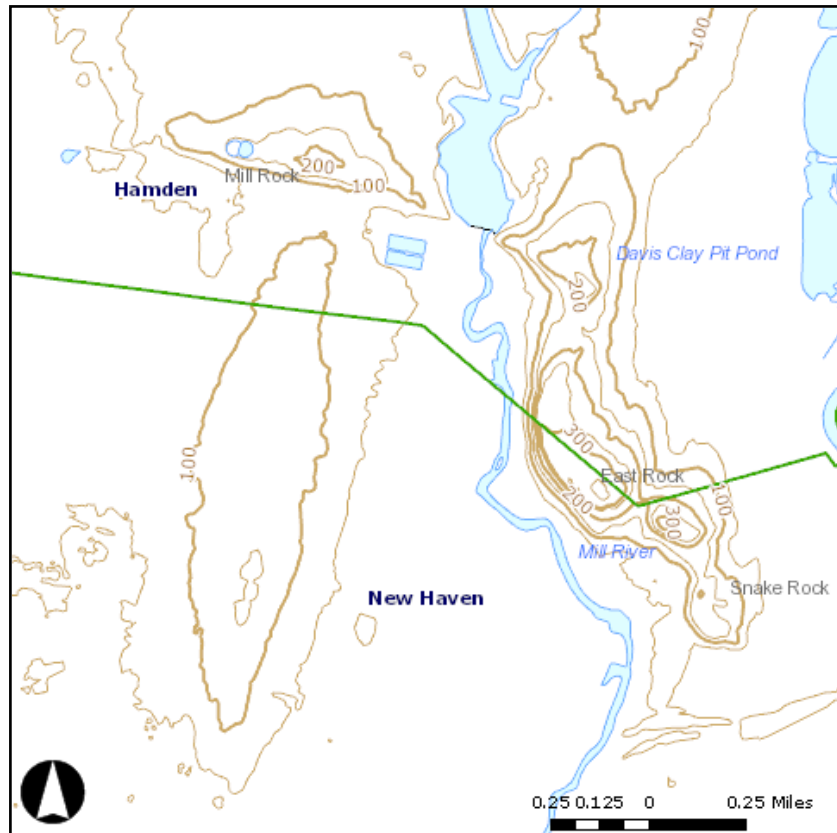 100
200
Mill Rock
100
Hamden
Davis Clay Pit Pond
200
100
300
East Rock
200
100
300
Mill River
Snake Rock
New Haven
0.25 0.125 0 0.25 Miles